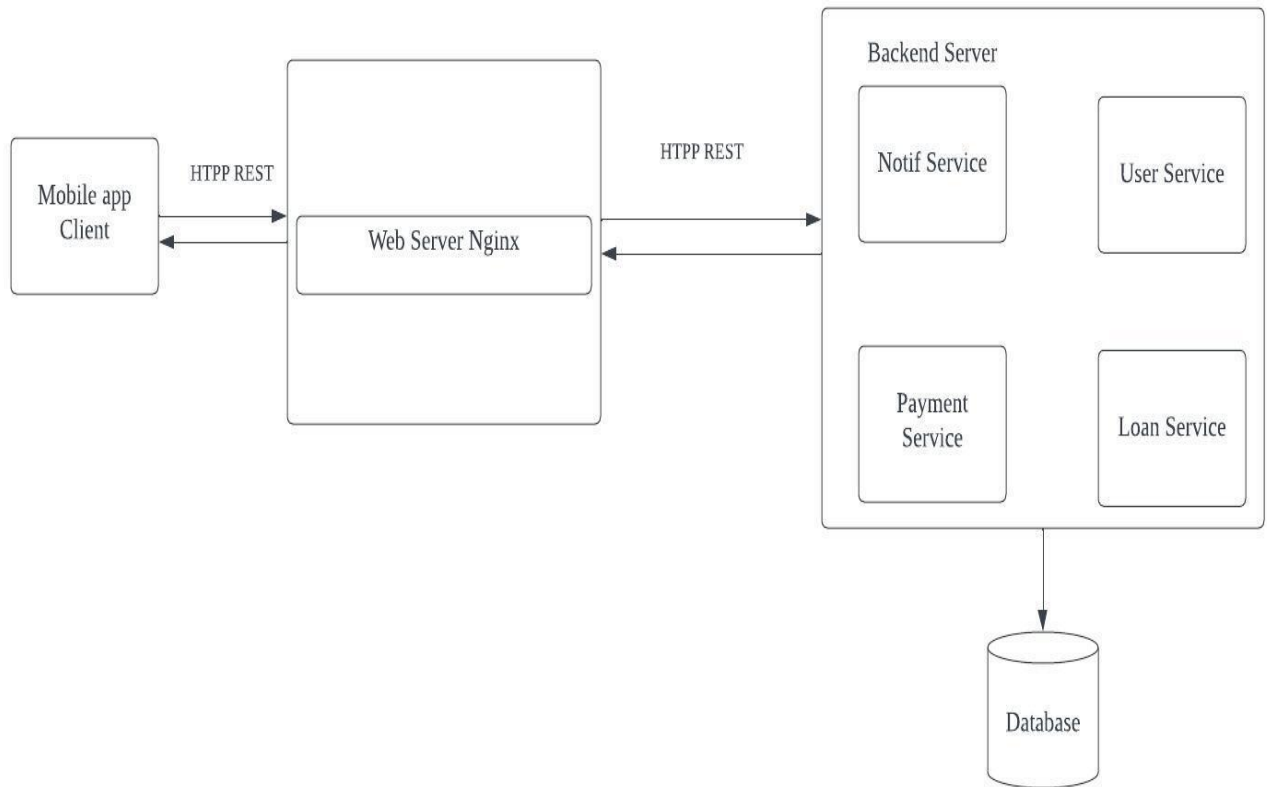 Backend Server
Notif Service
User Service
HTPP REST
HTPP REST
Mobile app
Client
Web Server Nginx
Payment
Service
Loan Service
Database